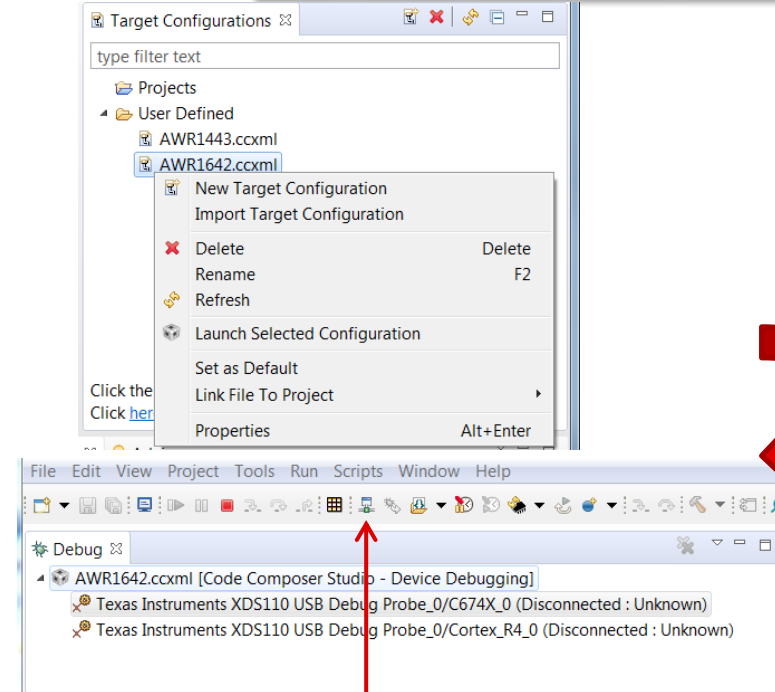 Target Configurations
type filter text
Projects
User Defined
AWR1443.ccxml
AWR1642.ccxml
New Target Configuration
Import Target Configuration
Delete Delete
Rename F2
Refresh
Launch Selected Configuration
Set as Default
Link File To Project
Properties Alt+Enter
Click the
Click her
File Edit View Project Tools Run Scripts Window Help
Debug
AWR1642.ccxml [Code Composer Studio - Device Debugging]
Texas Instruments XDS110 USB Debug Probe_0/C674X_0 (Disconnected : Unknown)
Texas Instruments XDS110 USB Debug Probe_0/Cortex_R4_0 (Disconnected : Unknown)